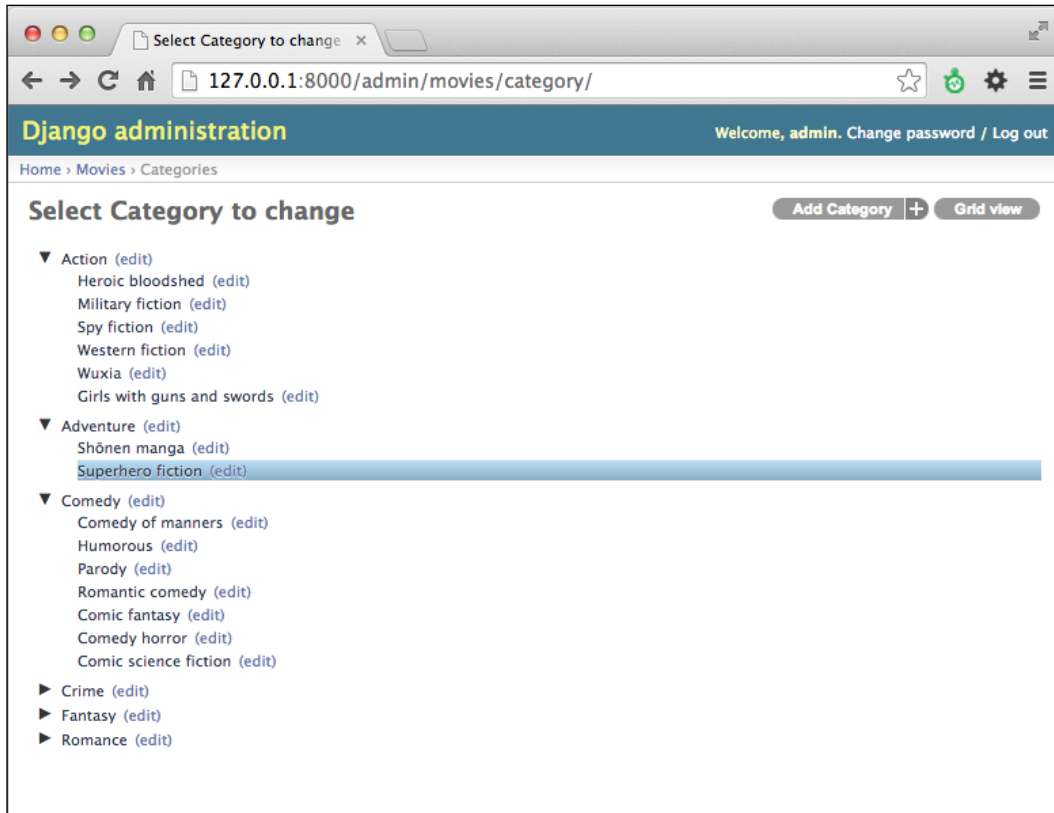 Select Category to change
127.0.0.1:8000/admin/movies/category/
Django administration
Welcome, admin. Change password / Log out
Home › Movies › Categories
Select Category to change
Add Category +
Grid view
Action (edit)
Heroic bloodshed (edit)
Military fiction (edit)
Spy fiction (edit)
Western fiction (edit)
Wuxia (edit)
Girls with guns and swords (edit)
Adventure (edit)
Shōnen manga (edit)
Superhero fiction (edit)
Comedy (edit)
Comedy of manners (edit)
Humorous (edit)
Parody (edit)
Romantic comedy (edit)
Comic fantasy (edit)
Comedy horror (edit)
Comic science fiction (edit)
Crime (edit)
Fantasy (edit)
Romance (edit)